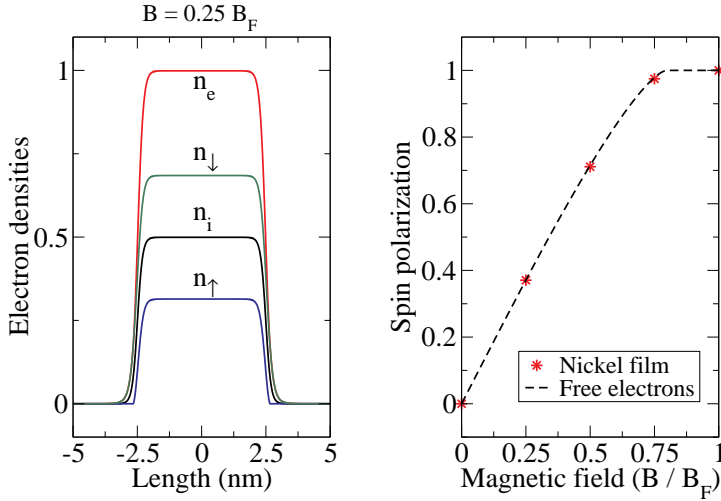 B = 0.25 B_F
Electron densities
1
0.5
0
n_e
n_↓
n_i
n_↑
-5 -2.5 0 2.5 5
Length (nm)
Spin polarization
1
0.8
0.6
0.4
0.2
0
Nickel film
Free electrons
0 0.25 0.5 0.75 1
Magnetic field (B / B_F)